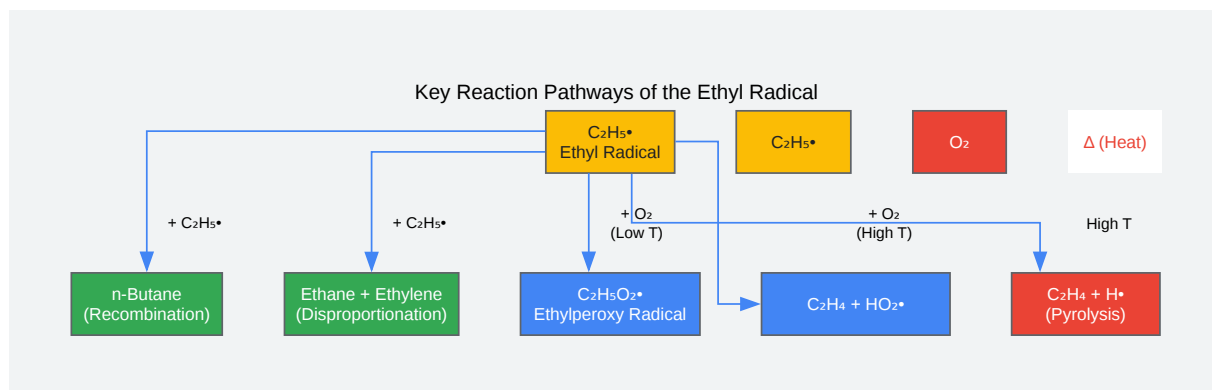 Key Reaction Pathways of the Ethyl Radical
C₂H₅•
Ethyl Radical
C₂H₅•
O₂
Δ (Heat)
+ C₂H₅•
+ C₂H₅•
+ O₂
(Low T)
+ O₂
(High T)
High T
n-Butane
(Recombination)
Ethane + Ethylene
(Disproportionation)
C₂H₅O₂•
Ethylperoxy Radical
C₂H₄ + HO₂•
C₂H₄ + H•
(Pyrolysis)